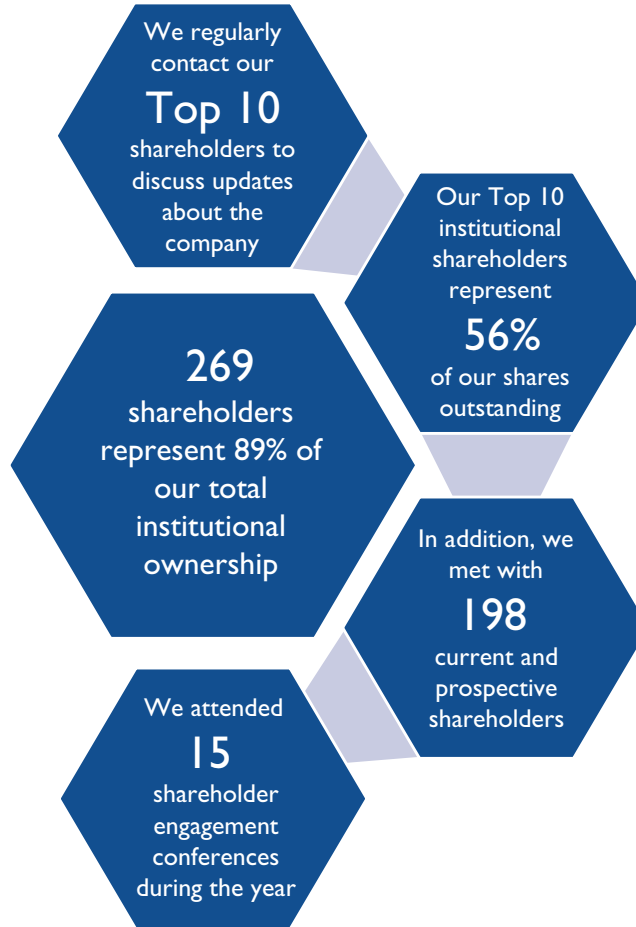 We regularly
contact our
Top 10
shareholders to
discuss updates
about the
company
Our Top 10
institutional
shareholders
represent
56%
of our shares
outstanding
269
shareholders
represent 89% of
our total
institutional
ownership
In addition, we
met with
198
current and
prospective
shareholders
We attended
15
shareholder
engagement
conferences
during the year